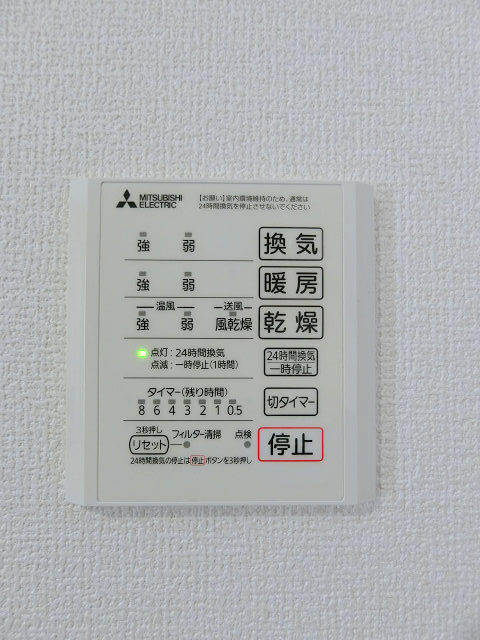 MITSUBISHI
ELECTRIC
【お願い】室内環境維持のため、通常は
24時間換気を停止させないでください
強 弱 換気
強 弱 暖房
温風 送風
強 弱 風乾燥 乾燥
点灯：24時間換気
点滅：一時停止(1時間)
24時間換気
一時停止
タイマー(残り時間)
8 6 4 3 2 1 0.5
切タイマー
3秒押し
リセット フィルター清掃 点検
停止
24時間換気の停止は停止ボタンを3秒押し